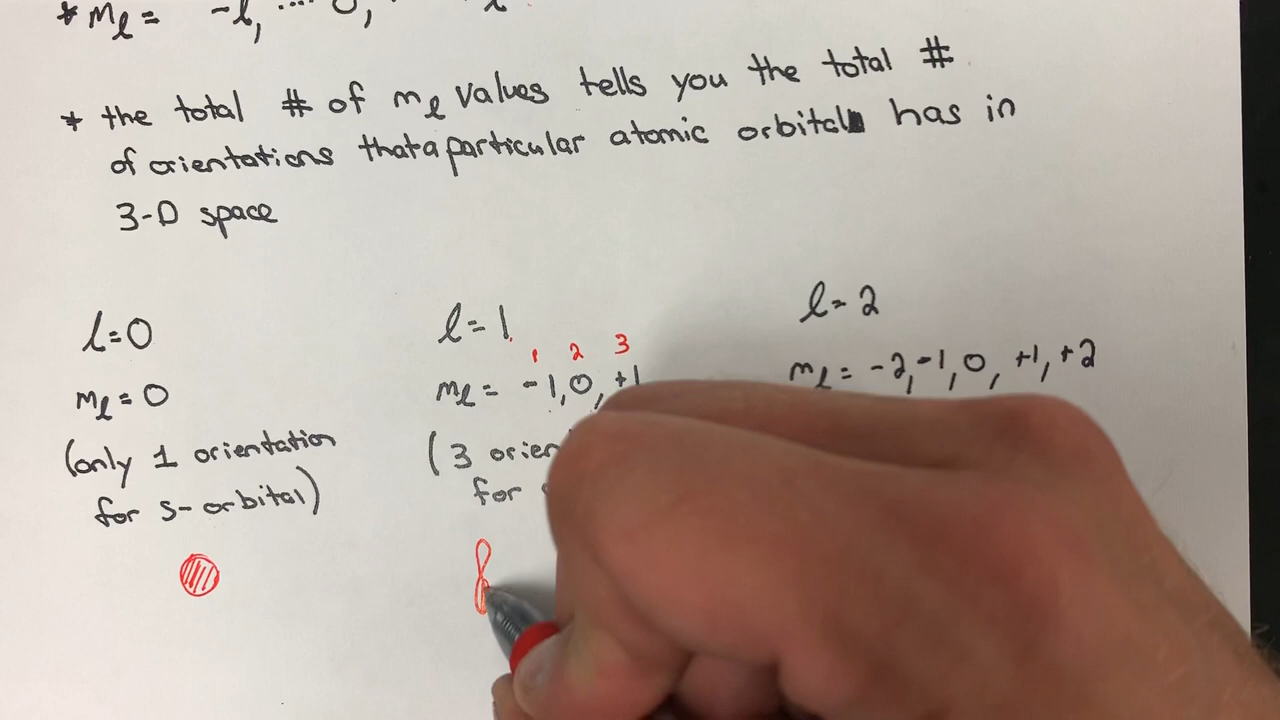 * mℓ = -ℓ, .... 0,
* the total # of mℓ values tells you the total #
of orientations that a particular atomic orbital has in
3-D space
ℓ=0
mℓ = 0
(only 1 orientation
for s-orbital)
ℓ=1
1 2 3
mℓ = -1, 0, +1
(3
for
ℓ=2
mℓ = -2, -1, 0, +1, +2